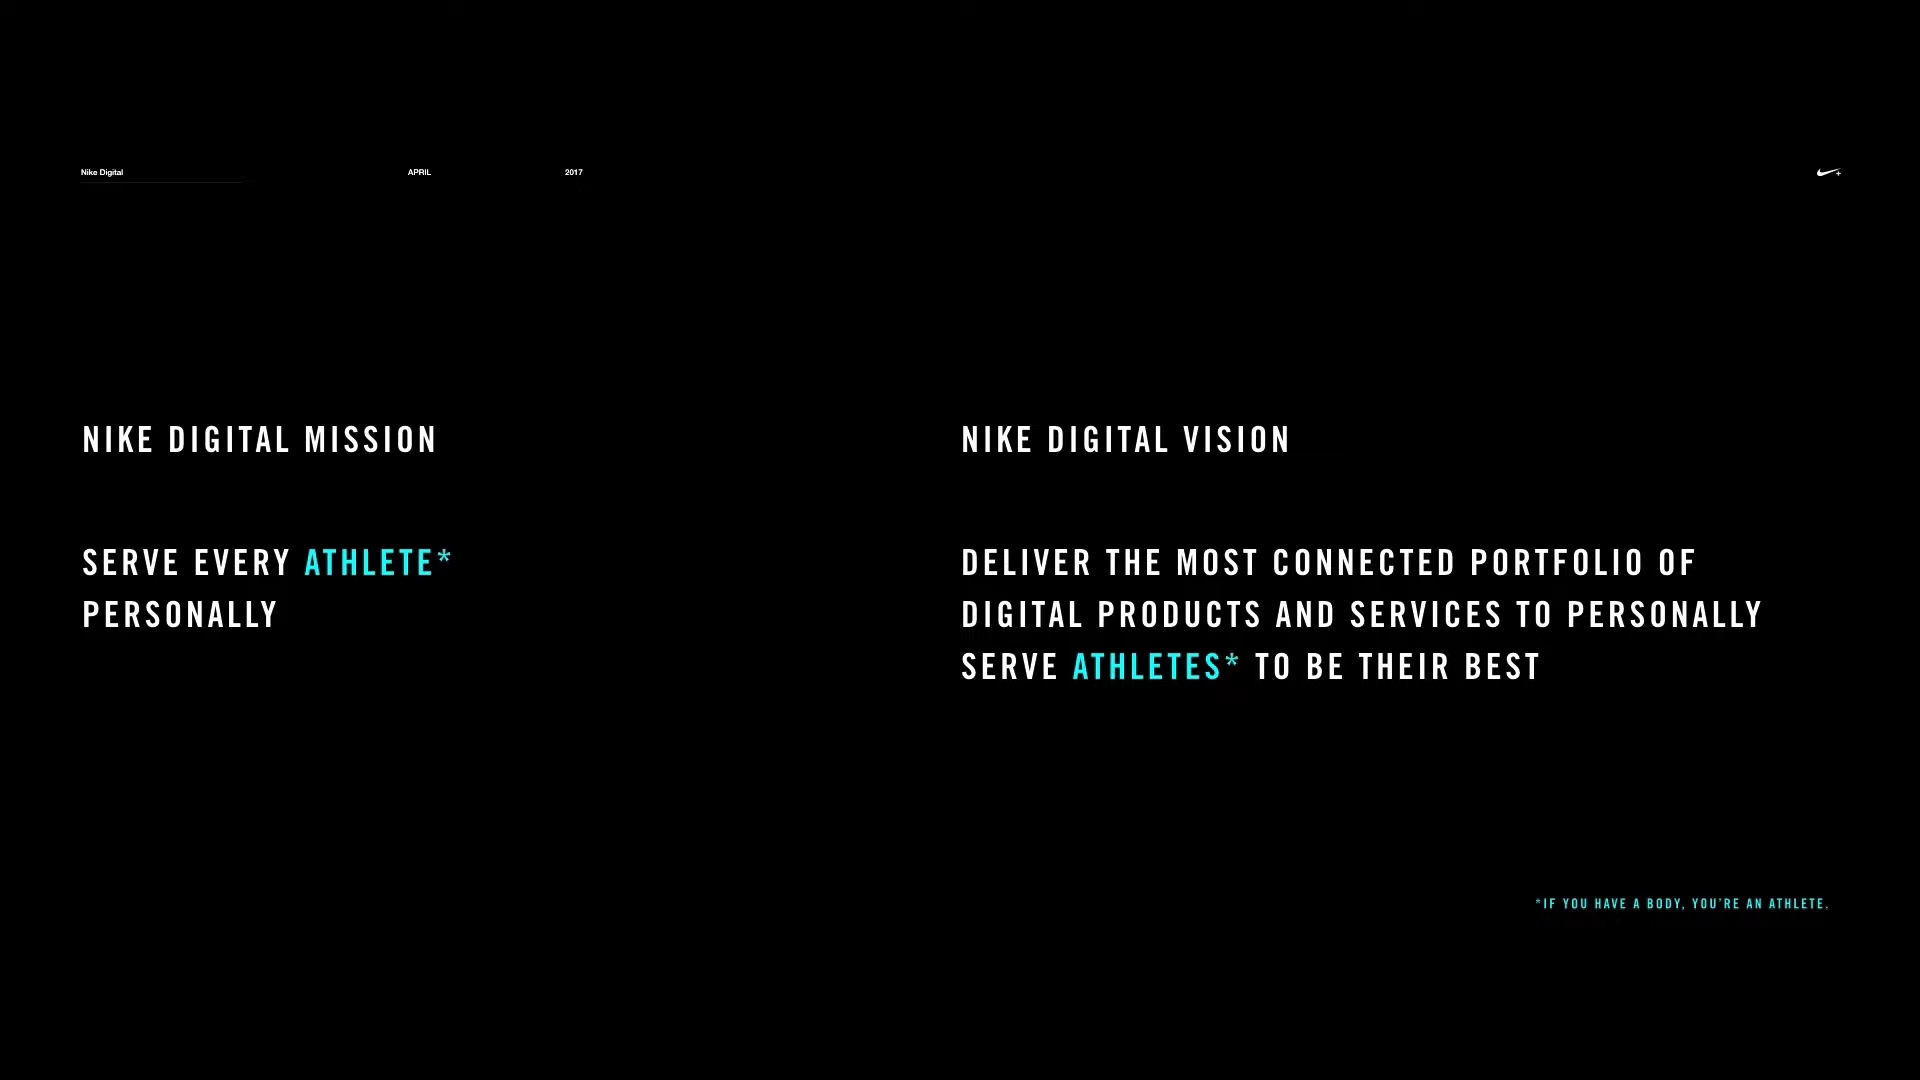 Nike Digital APRIL 2017
NIKE DIGITAL MISSION
SERVE EVERY ATHLETE*
PERSONALLY
NIKE DIGITAL VISION
DELIVER THE MOST CONNECTED PORTFOLIO OF
DIGITAL PRODUCTS AND SERVICES TO PERSONALLY
SERVE ATHLETES* TO BE THEIR BEST
*IF YOU HAVE A BODY, YOU'RE AN ATHLETE.